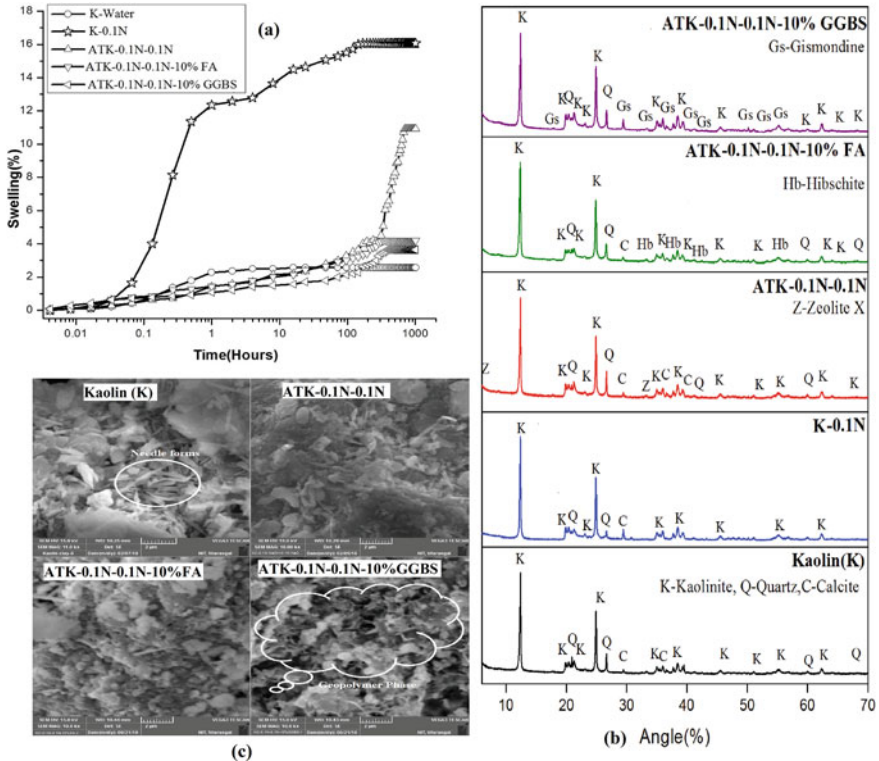 (a)
K-Water
K-0.1N
ATK-0.1N-0.1N
ATK-0.1N-0.1N-10% FA
ATK-0.1N-0.1N-10% GGBS
Swelling(%)
18
16
14
12
10
8
6
4
2
0
0.01 0.1 1 10 100 1000
Time(Hours)
ATK-0.1N-0.1N-10% GGBS
Gs-Gismondine
K
K
Gs K Q K K Q Gs Gs K Gs K Gs Gs K Gs Gs Gs K K K K
ATK-0.1N-0.1N-10% FA
Hb-Hibschite
K
K
K Q K Q C Hb K Hb K K Hb K K Hb Q K K Q
ATK-0.1N-0.1N
Z-Zeolite X
K
K
Z K Q K Q C Z K C K C Q K K K Q K K
K-0.1N
K
K
K Q K Q C K K K K K K K
Kaolin(K)
K-Kaolinite, Q-Quartz,C-Calcite
K
K
K Q K Q C K C K K K K Q K Q
10 20 30 40 50 60 70
(b) Angle(%)
Kaolin (K)
Needle forms
ATK-0.1N-0.1N
ATK-0.1N-0.1N-10%FA
ATK-0.1N-0.1N-10%GGBS
Geopolymer Phase
(c)